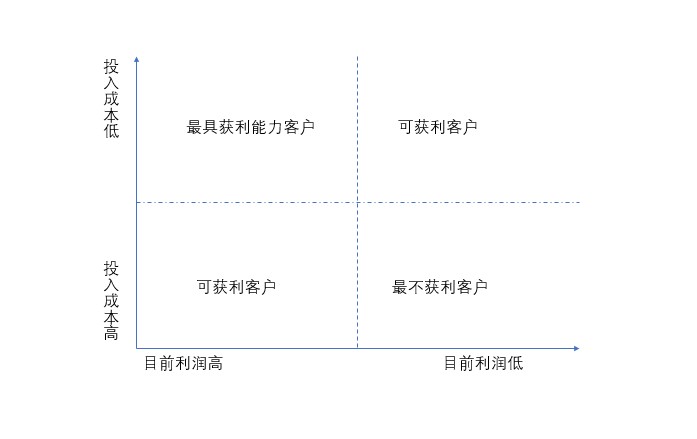 投入成本低
最具获利能力客户
可获利客户
投入成本高
可获利客户
最不获利客户
目前利润高
目前利润低